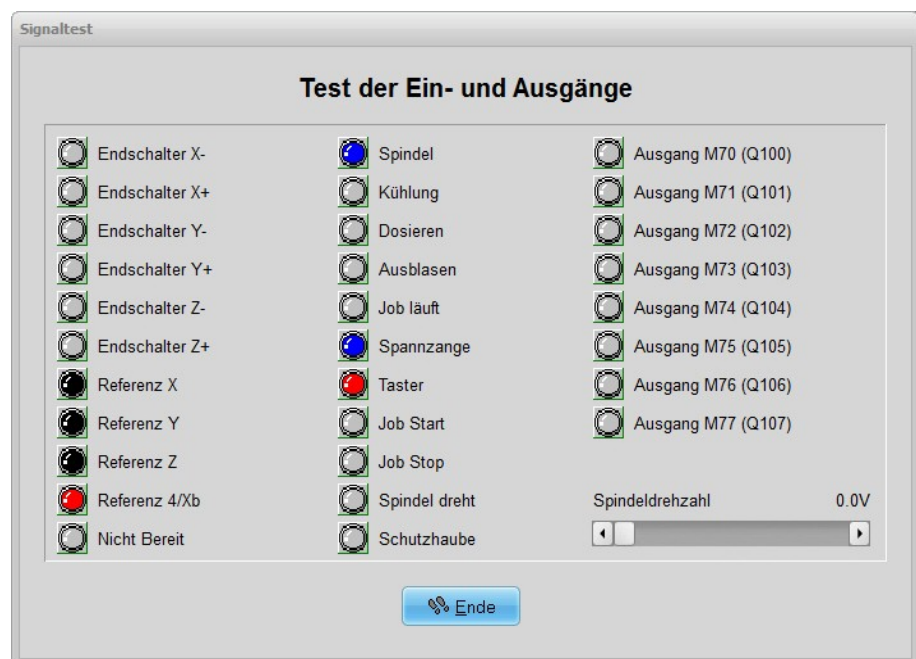 Signaltest
Test der Ein- und Ausgänge
Endschalter X-
Endschalter X+
Endschalter Y-
Endschalter Y+
Endschalter Z-
Endschalter Z+
Referenz X
Referenz Y
Referenz Z
Referenz 4/Xb
Nicht Bereit
Spindel
Kühlung
Dosieren
Ausblasen
Job läuft
Spannzange
Taster
Job Start
Job Stop
Spindel dreht
Schutzhaube
Ausgang M70 (Q100)
Ausgang M71 (Q101)
Ausgang M72 (Q102)
Ausgang M73 (Q103)
Ausgang M74 (Q104)
Ausgang M75 (Q105)
Ausgang M76 (Q106)
Ausgang M77 (Q107)
Spindeldrehzahl 0.0V
Ende